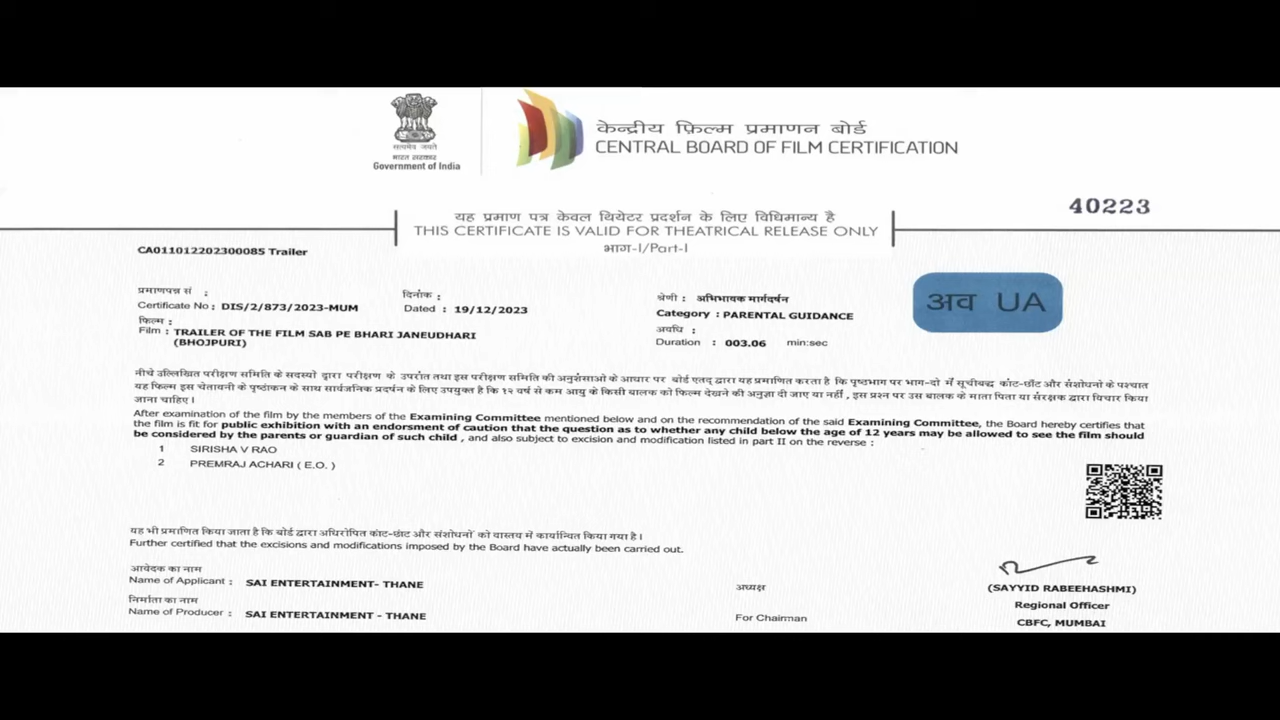 सत्यमेव जयते
भारत सरकार
Government of India
केन्द्रीय फ़िल्म प्रमाणन बोर्ड
CENTRAL BOARD OF FILM CERTIFICATION
40223
यह प्रमाण पत्र केवल थियेटर प्रदर्शन के लिए विधिमान्य है
THIS CERTIFICATE IS VALID FOR THEATRICAL RELEASE ONLY
भाग-I/Part-I
CA011012202300085 Trailer
प्रमाणपत्र सं :
Certificate No : DIS/2/873/2023-MUM
दिनांक :
Dated : 19/12/2023
श्रेणी : अभिभावक मार्गदर्षन
Category : PARENTAL GUIDANCE
अव UA
फिल्म :
Film : TRAILER OF THE FILM SAB PE BHARI JANEUDHARI
(BHOJPURI)
अवधि :
Duration : 003.06 min:sec
नीचे उल्लिखित परीक्षण समिति के सदस्यों द्वारा परीक्षण के उपरांत तथा इस परीक्षण समिति की अनुशंसाओं के आधार पर बोर्ड एतद् द्वारा यह प्रमाणित करता है कि पृष्ठभाग पर भाग-दो में सूचीबद्ध कांट-छाँट और संशोधनों के पश्चात
यह फिल्म इस चेतावनी के पृष्ठांकन के साथ सार्वजनिक प्रदर्षन के लिए उपयुक्त है कि १२ वर्ष से कम आयु के किसी बालक को फिल्म देखने की अनुज्ञा दी जाए या नहीं , इस प्रश्न पर उस बालक के माता पिता या संरक्षक द्वारा विचार किया
जाना चाहिए ।
After examination of the film by the members of the Examining Committee mentioned below and on the recommendation of the said Examining Committee, the Board hereby certifies that
the film is fit for public exhibition with an endorsment of caution that the question as to whether any child below the age of 12 years may be allowed to see the film should
be considered by the parents or guardian of such child , and also subject to excision and modification listed in part II on the reverse :
1 SIRISHA V RAO
2 PREMRAJ ACHARI ( E.O. )
यह भी प्रमाणित किया जाता है कि बोर्ड द्वारा अधिरोपित कांट-छांट और संशोधनों को वास्तव में कार्यान्वित किया गया है ।
Further certified that the excisions and modifications imposed by the Board have actually been carried out.
आवेदक का नाम
Name of Applicant : SAI ENTERTAINMENT- THANE
निर्माता का नाम
Name of Producer : SAI ENTERTAINMENT - THANE
अध्यक्ष
For Chairman
(SAYYID RABEEHASHMI)
Regional Officer
CBFC, MUMBAI